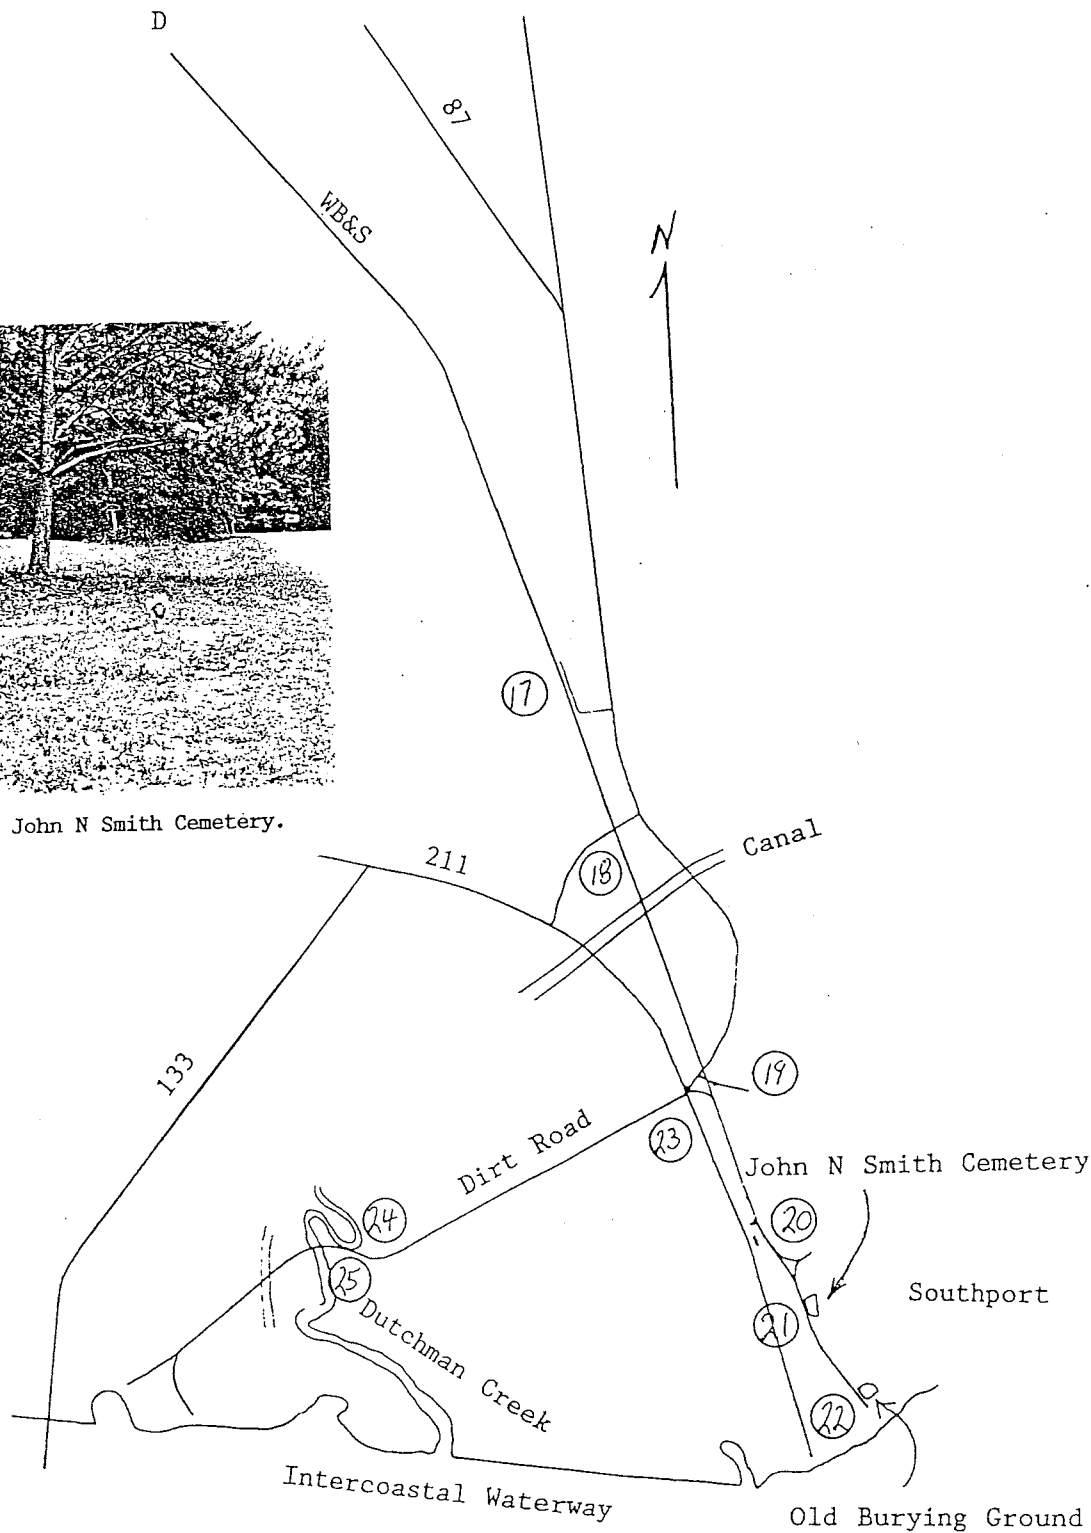 D
87
WB&S
N
17
John N Smith Cemetery.
211
18
Canal
133
19
23
Dirt Road
John N Smith Cemetery
20
24
25
Southport
21
Dutchman Creek
22
Intercoastal Waterway
Old Burying Ground